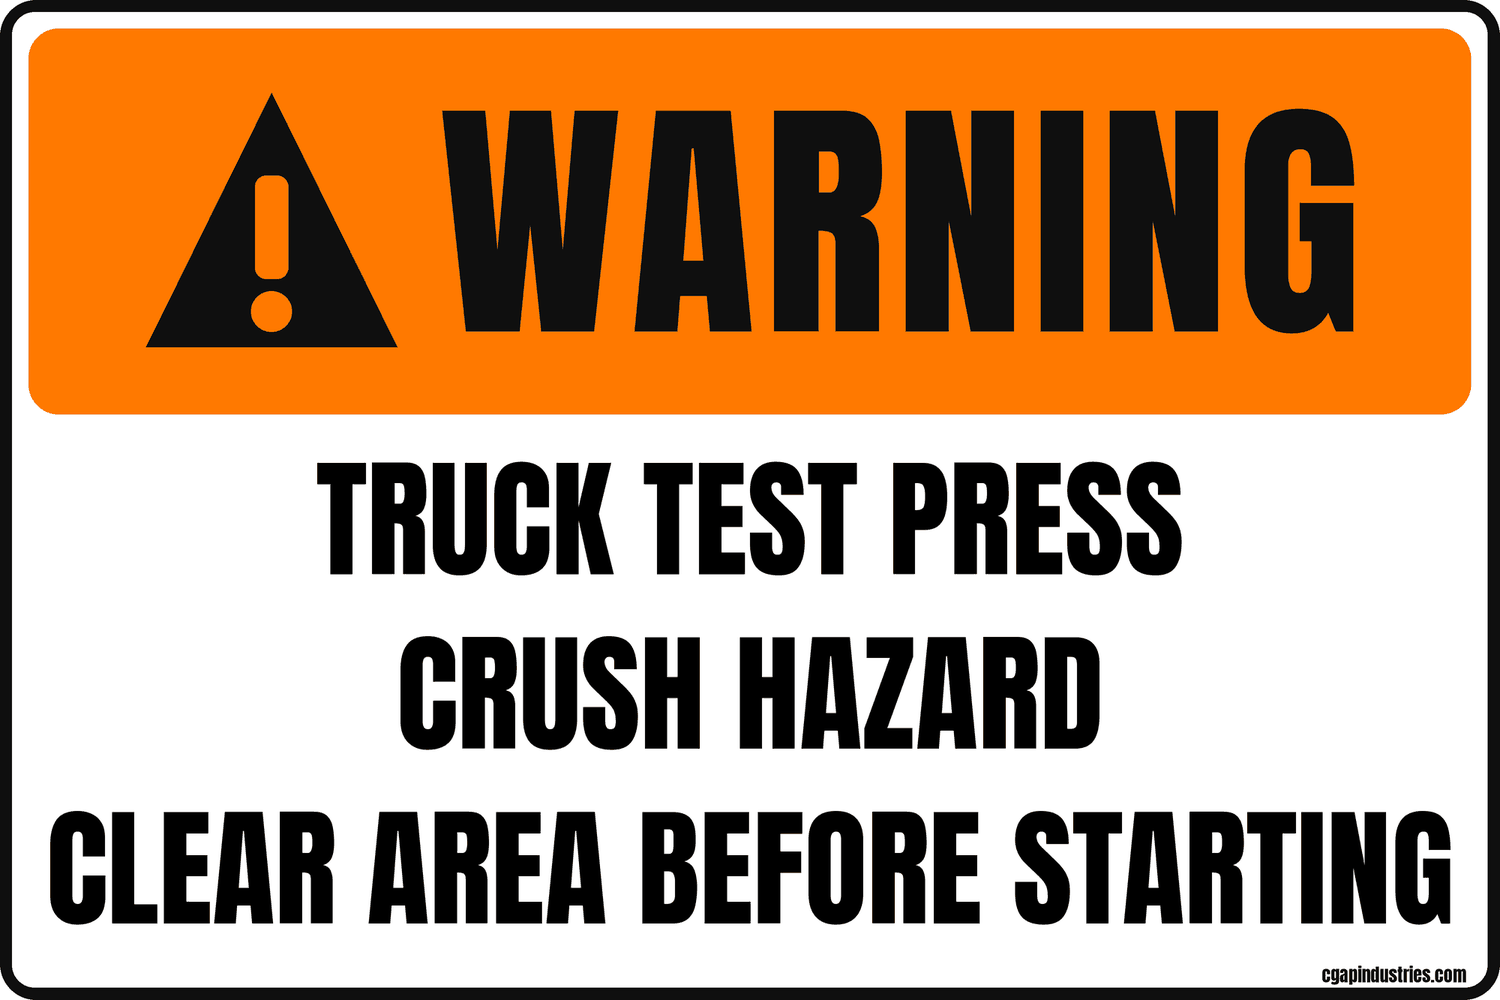 WARNING
TRUCK TEST PRESS
CRUSH HAZARD
CLEAR AREA BEFORE STARTING
cgapindustries.com